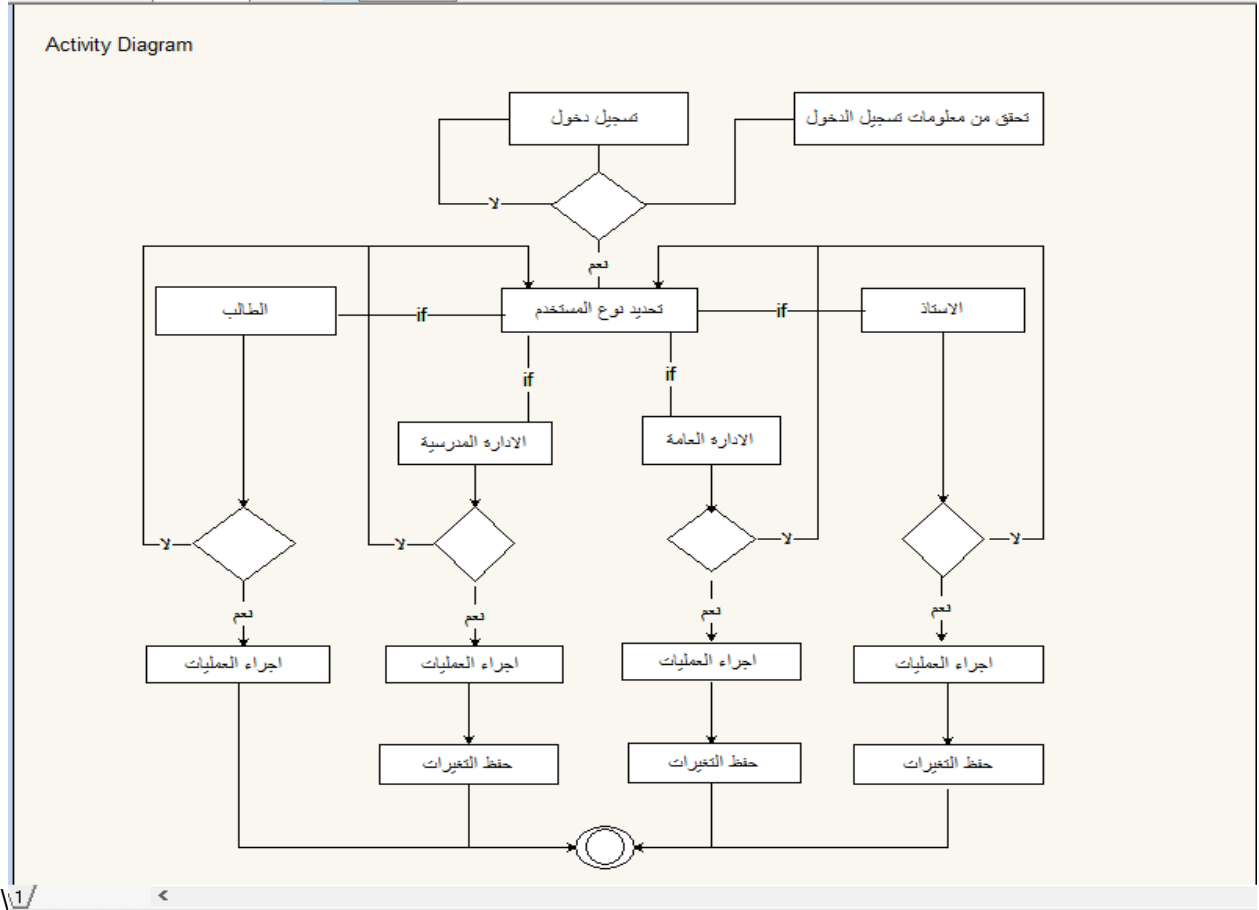 Activity Diagram
تسجيل دخول
تحقق من معلومات تسجيل الدخول
لا
نعم
الطالب
if
تحديد نوع المستخدم
if
الاستاذ
if
if
الاداره المدرسية
الاداره العامة
لا
لا
لا
لا
نعم
نعم
نعم
نعم
اجراء العمليات
اجراء العمليات
اجراء العمليات
اجراء العمليات
حفظ التغيرات
حفظ التغيرات
حفظ التغيرات
1